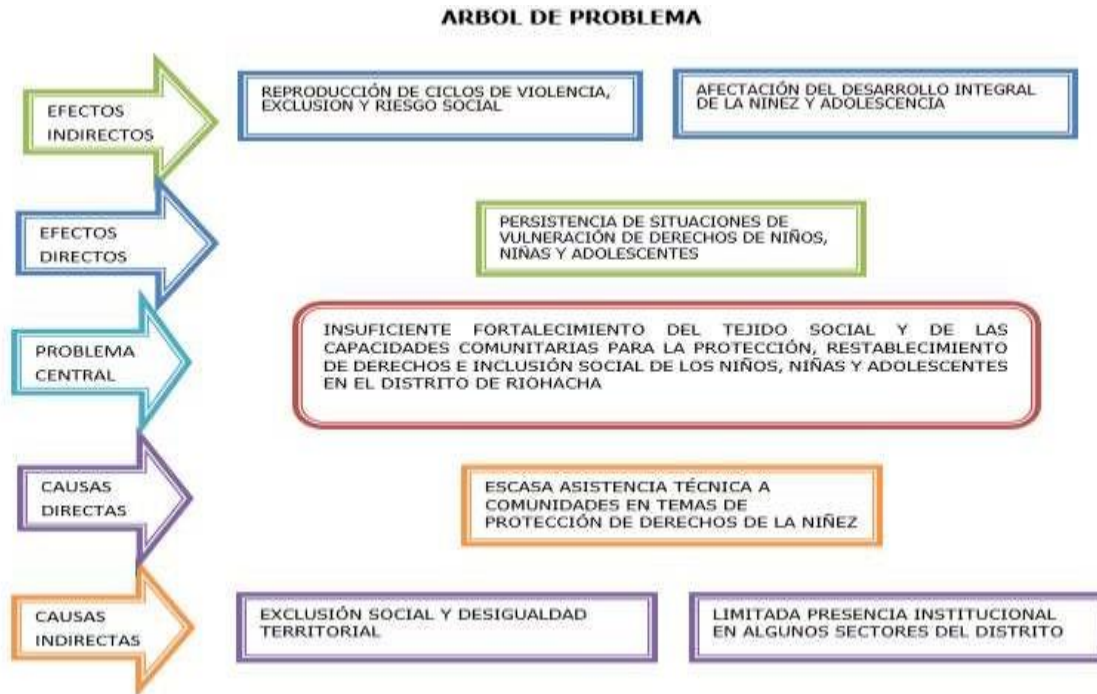 ARBOL DE PROBLEMA
EFECTOS
INDIRECTOS
REPRODUCCIÓN DE CICLOS DE VIOLENCIA,
EXCLUSION Y RIESGO SOCIAL
AFECTACIÓN DEL DESARROLLO INTEGRAL
DE LA NINEZ Y ADOLESCENCIA
EFECTOS
DIRECTOS
PERSISTENCIA DE SITUACIONES DE
VULNERACIÓN DE DERECHOS DE NIÑOS,
NIÑAS Y ADOLESCENTES
PROBLEMA
CENTRAL
INSUFICIENTE FORTALECIMIENTO DEL TEJIDO SOCIAL Y DE LAS
CAPACIDADES COMUNITARIAS PARA LA PROTECCIÓN, RESTABLECIMIENTO
DE DERECHOS E INCLUSIÓN SOCIAL DE LOS NIÑOS, NIÑAS Y ADOLESCENTES
EN EL DISTRITO DE RIOHACHA
CAUSAS
DIRECTAS
ESCASA ASISTENCIA TÉCNICA A
COMUNIDADES EN TEMAS DE
PROTECCIÓN DE DERECHOS DE LA NIÑEZ
CAUSAS
INDIRECTAS
EXCLUSIÓN SOCIAL Y DESIGUALDAD
TERRITORIAL
LIMITADA PRESENCIA INSTITUCIONAL
EN ALGUNOS SECTORES DEL DISTRITO